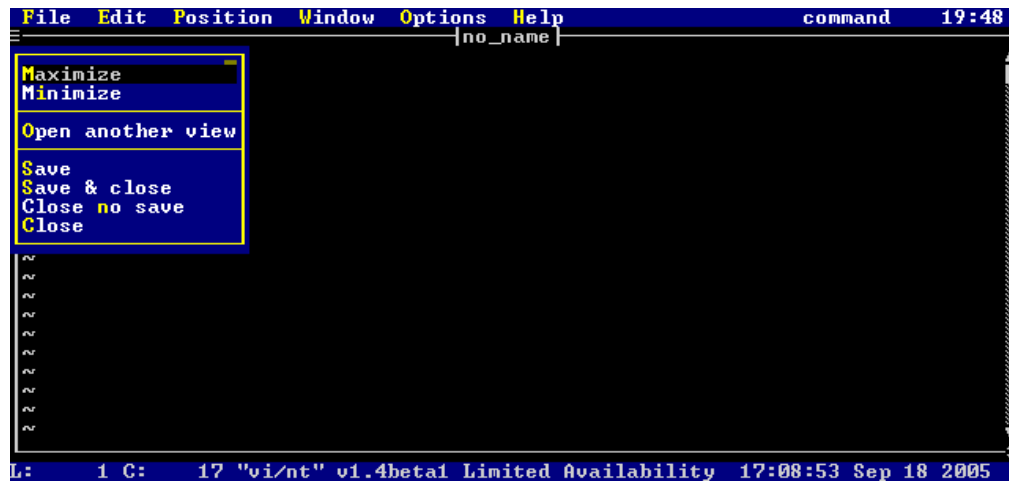 File Edit Position Window Options Help command 19:48
no_name
Maximize
Minimize
Open another view
Save
Save & close
Close no save
Close
~
~
~
~
~
~
~
~
~
~
L: 1 C: 17 "vi/nt" v1.4beta1 Limited Availability 17:08:53 Sep 18 2005